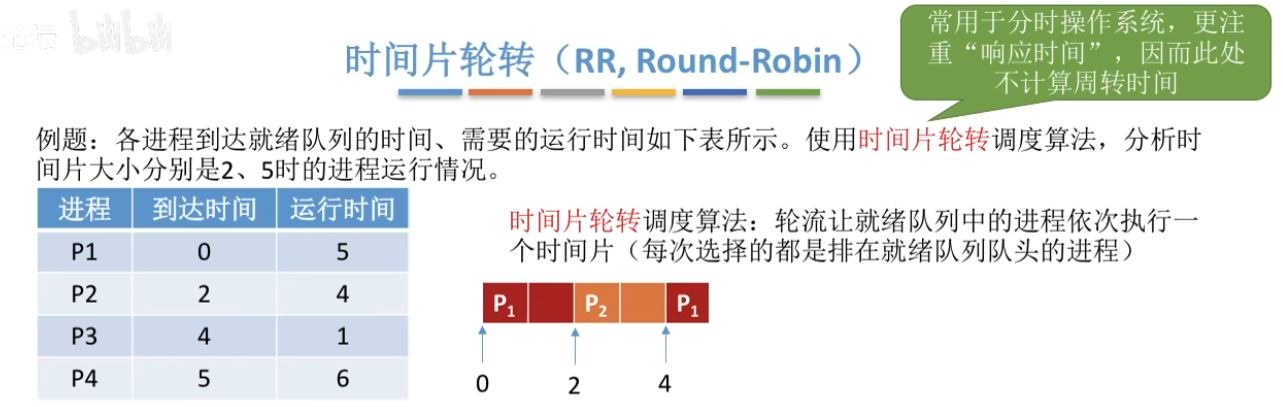 论坛 bilibili
常用于分时操作系统，更注
重“响应时间”，因而此处
不计算周转时间
时间片轮转（RR, Round-Robin）
例题：各进程到达就绪队列的时间、需要的运行时间如下表所示。使用时间片轮转调度算法，分析时
间片大小分别是2、5时的进程运行情况。
进程 到达时间 运行时间
P1 0 5
P2 2 4
P3 4 1
P4 5 6
时间片轮转调度算法：轮流让就绪队列中的进程依次执行一
个时间片（每次选择的都是排在就绪队列队头的进程）
P₁ P₂ P₁
0 2 4